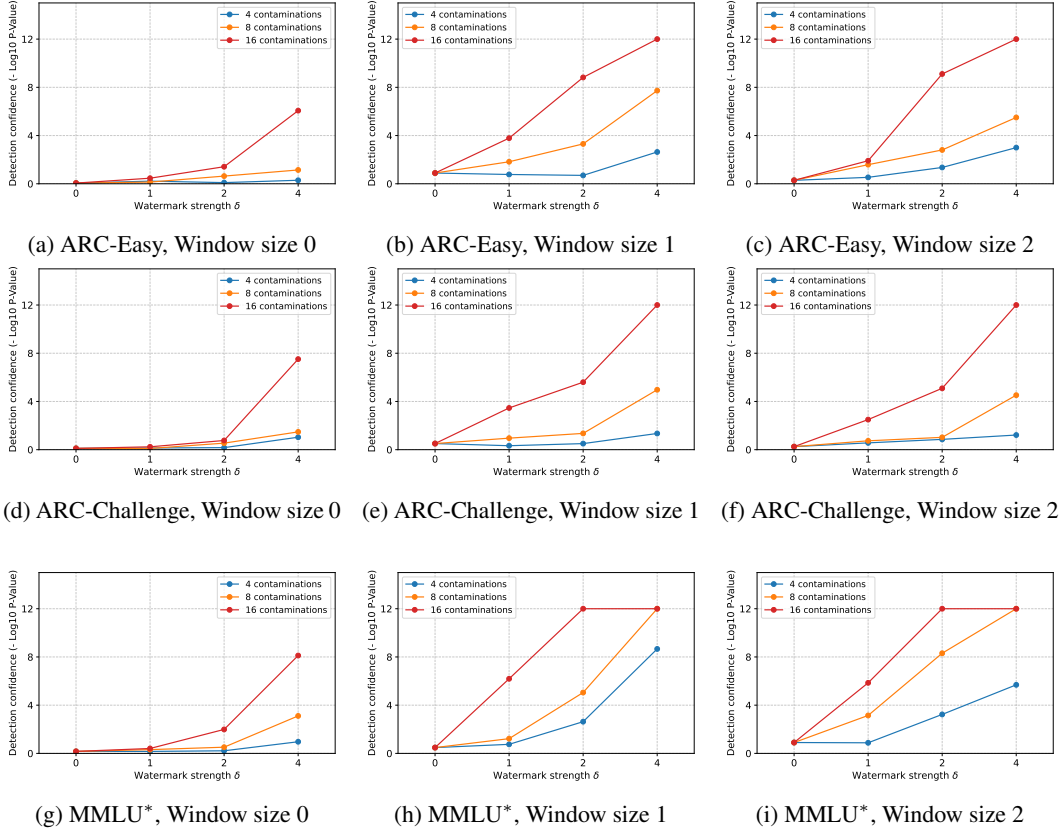 Detection confidence (- Log10 P-Value)
12
8
4
0
4 contaminations
8 contaminations
16 contaminations
0 1 2 4
Watermark strength δ
(a) ARC-Easy, Window size 0
Detection confidence (- Log10 P-Value)
12
8
4
0
4 contaminations
8 contaminations
16 contaminations
0 1 2 4
Watermark strength δ
(b) ARC-Easy, Window size 1
Detection confidence (- Log10 P-Value)
12
8
4
0
4 contaminations
8 contaminations
16 contaminations
0 1 2 4
Watermark strength δ
(c) ARC-Easy, Window size 2
Detection confidence (- Log10 P-Value)
12
8
4
0
4 contaminations
8 contaminations
16 contaminations
0 1 2 4
Watermark strength δ
(d) ARC-Challenge, Window size 0
Detection confidence (- Log10 P-Value)
12
8
4
0
4 contaminations
8 contaminations
16 contaminations
0 1 2 4
Watermark strength δ
(e) ARC-Challenge, Window size 1
Detection confidence (- Log10 P-Value)
12
8
4
0
4 contaminations
8 contaminations
16 contaminations
0 1 2 4
Watermark strength δ
(f) ARC-Challenge, Window size 2
Detection confidence (- Log10 P-Value)
12
8
4
0
4 contaminations
8 contaminations
16 contaminations
0 1 2 4
Watermark strength δ
(g) MMLU*, Window size 0
Detection confidence (- Log10 P-Value)
12
8
4
0
4 contaminations
8 contaminations
16 contaminations
0 1 2 4
Watermark strength δ
(h) MMLU*, Window size 1
Detection confidence (- Log10 P-Value)
12
8
4
0
4 contaminations
8 contaminations
16 contaminations
0 1 2 4
Watermark strength δ
(i) MMLU*, Window size 2